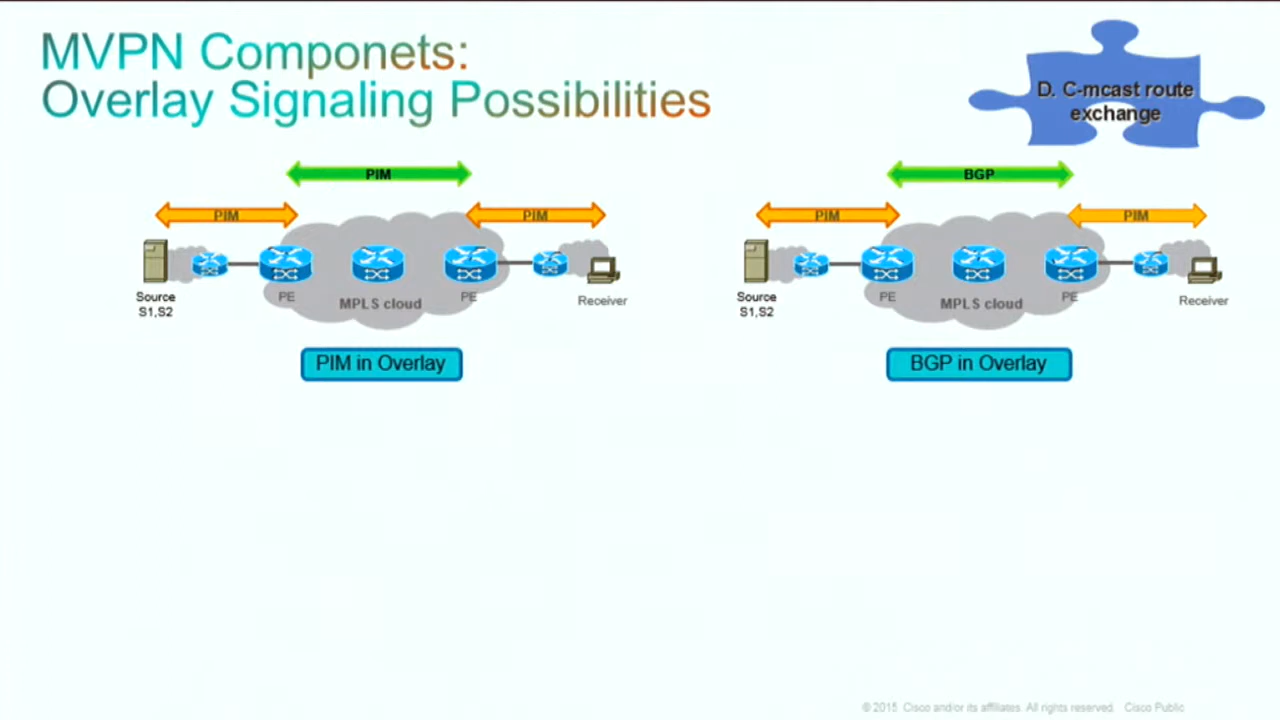 MVPN Componets:
Overlay Signaling Possibilities
D. C-mcast route
exchange
PIM
PIM
PIM
Source
S1,S2
PE
MPLS cloud
PE
Receiver
PIM in Overlay
BGP
PIM
PIM
Source
S1,S2
PE
MPLS cloud
PE
Receiver
BGP in Overlay
© 2015 Cisco and/or its affiliates. All rights reserved. Cisco Public